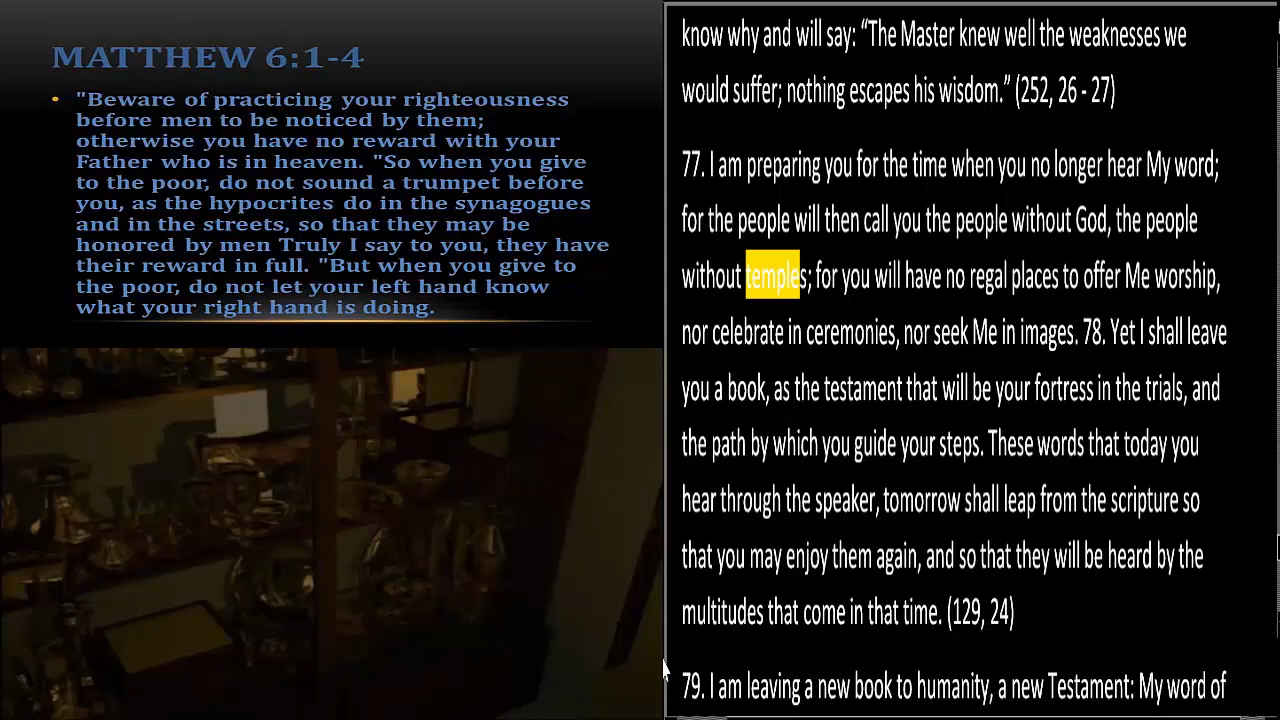 MATTHEW 6:1-4
• "Beware of practicing your righteousness
before men to be noticed by them;
otherwise you have no reward with your
Father who is in heaven. "So when you give
to the poor, do not sound a trumpet before
you, as the hypocrites do in the synagogues
and in the streets, so that they may be
honored by men Truly I say to you, they have
their reward in full. "But when you give to
the poor, do not let your left hand know
what your right hand is doing.
know why and will say: “The Master knew well the weaknesses we
would suffer; nothing escapes his wisdom.” (252, 26 - 27)
77. I am preparing you for the time when you no longer hear My word;
for the people will then call you the people without God, the people
without temples; for you will have no regal places to offer Me worship,
nor celebrate in ceremonies, nor seek Me in images. 78. Yet I shall leave
you a book, as the testament that will be your fortress in the trials, and
the path by which you guide your steps. These words that today you
hear through the speaker, tomorrow shall leap from the scripture so
that you may enjoy them again, and so that they will be heard by the
multitudes that come in that time. (129, 24)
79. I am leaving a new book to humanity, a new Testament: My word of